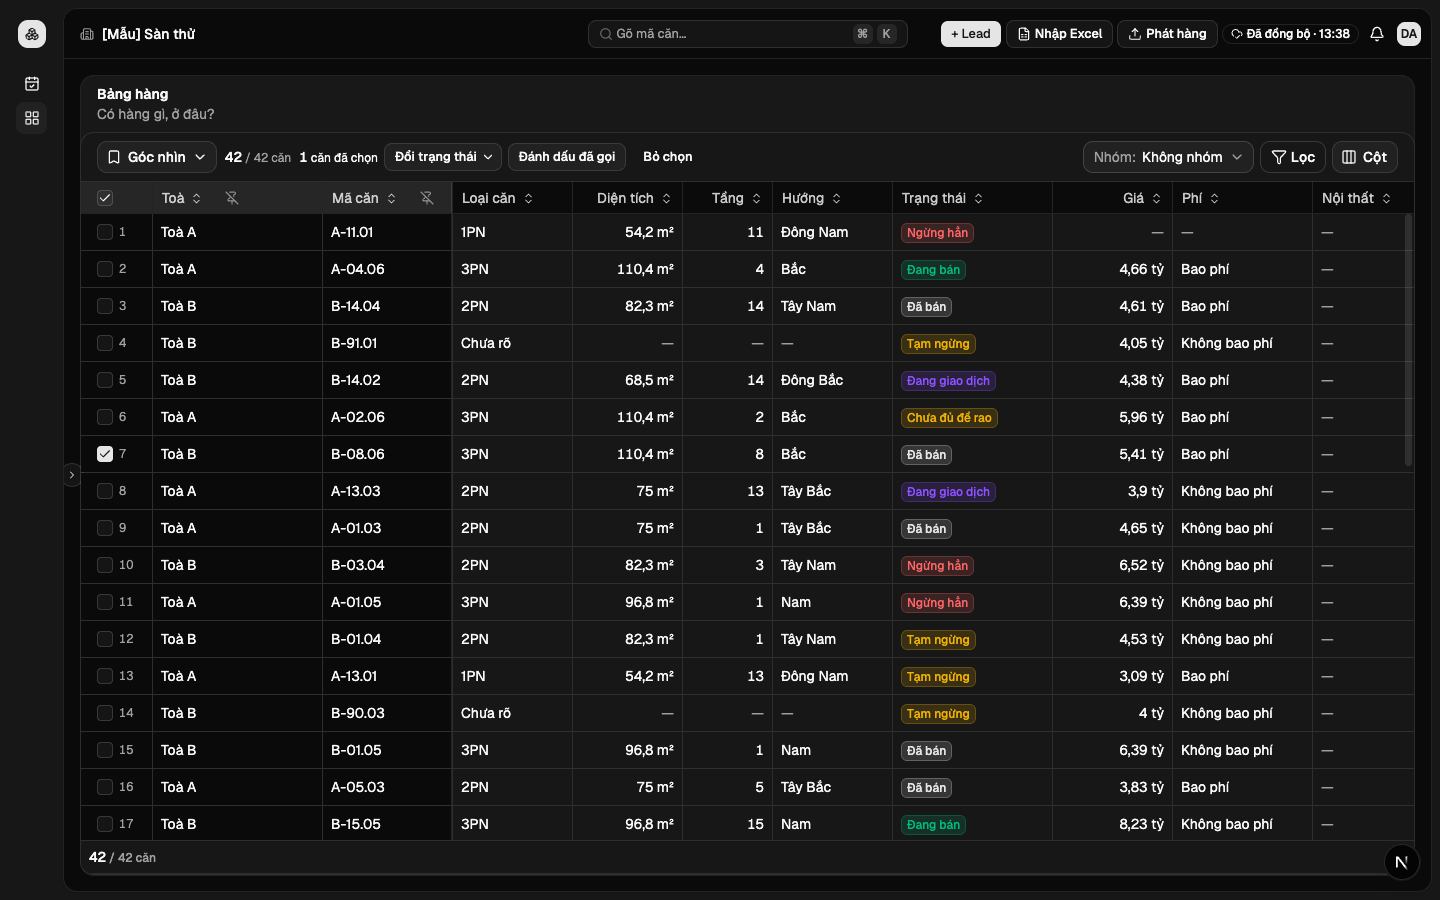 [Mẫu] Sàn thử
Gõ mã căn...
⌘ K
+ Lead
Nhập Excel
Phát hàng
Đã đồng bộ · 13:38
DA
Bảng hàng
Có hàng gì, ở đâu?
Góc nhìn 42 / 42 căn 1 căn đã chọn Đổi trạng thái Đánh dấu đã gọi Bỏ chọn Nhóm: Không nhóm Lọc Cột
Toà Mã căn Loại căn Diện tích Tầng Hướng Trạng thái Giá Phí Nội thất
1 Toà A A-11.01 1PN 54,2 m² 11 Đông Nam Ngừng hẳn — — —
2 Toà A A-04.06 3PN 110,4 m² 4 Bắc Đang bán 4,66 tỷ Bao phí —
3 Toà B B-14.04 2PN 82,3 m² 14 Tây Nam Đã bán 4,61 tỷ Bao phí —
4 Toà B B-91.01 Chưa rõ — — — Tạm ngừng 4,05 tỷ Không bao phí —
5 Toà B B-14.02 2PN 68,5 m² 14 Đông Bắc Đang giao dịch 4,38 tỷ Bao phí —
6 Toà A A-02.06 3PN 110,4 m² 2 Bắc Chưa đủ để rao 5,96 tỷ Bao phí —
7 Toà B B-08.06 3PN 110,4 m² 8 Bắc Đã bán 5,41 tỷ Bao phí —
8 Toà A A-13.03 2PN 75 m² 13 Tây Bắc Đang giao dịch 3,9 tỷ Không bao phí —
9 Toà A A-01.03 2PN 75 m² 1 Tây Bắc Đã bán 4,65 tỷ Không bao phí —
10 Toà B B-03.04 2PN 82,3 m² 3 Tây Nam Ngừng hẳn 6,52 tỷ Không bao phí —
11 Toà A A-01.05 3PN 96,8 m² 1 Nam Ngừng hẳn 6,39 tỷ Không bao phí —
12 Toà B B-01.04 2PN 82,3 m² 1 Tây Nam Tạm ngừng 4,53 tỷ Không bao phí —
13 Toà A A-13.01 1PN 54,2 m² 13 Đông Nam Tạm ngừng 3,09 tỷ Bao phí —
14 Toà B B-90.03 Chưa rõ — — — Tạm ngừng 4 tỷ Không bao phí —
15 Toà B B-01.05 3PN 96,8 m² 1 Nam Đã bán 6,39 tỷ Không bao phí —
16 Toà A A-05.03 2PN 75 m² 5 Tây Bắc Đã bán 3,83 tỷ Bao phí —
17 Toà B B-15.05 3PN 96,8 m² 15 Nam Đang bán 8,23 tỷ Không bao phí —
42 / 42 căn
N